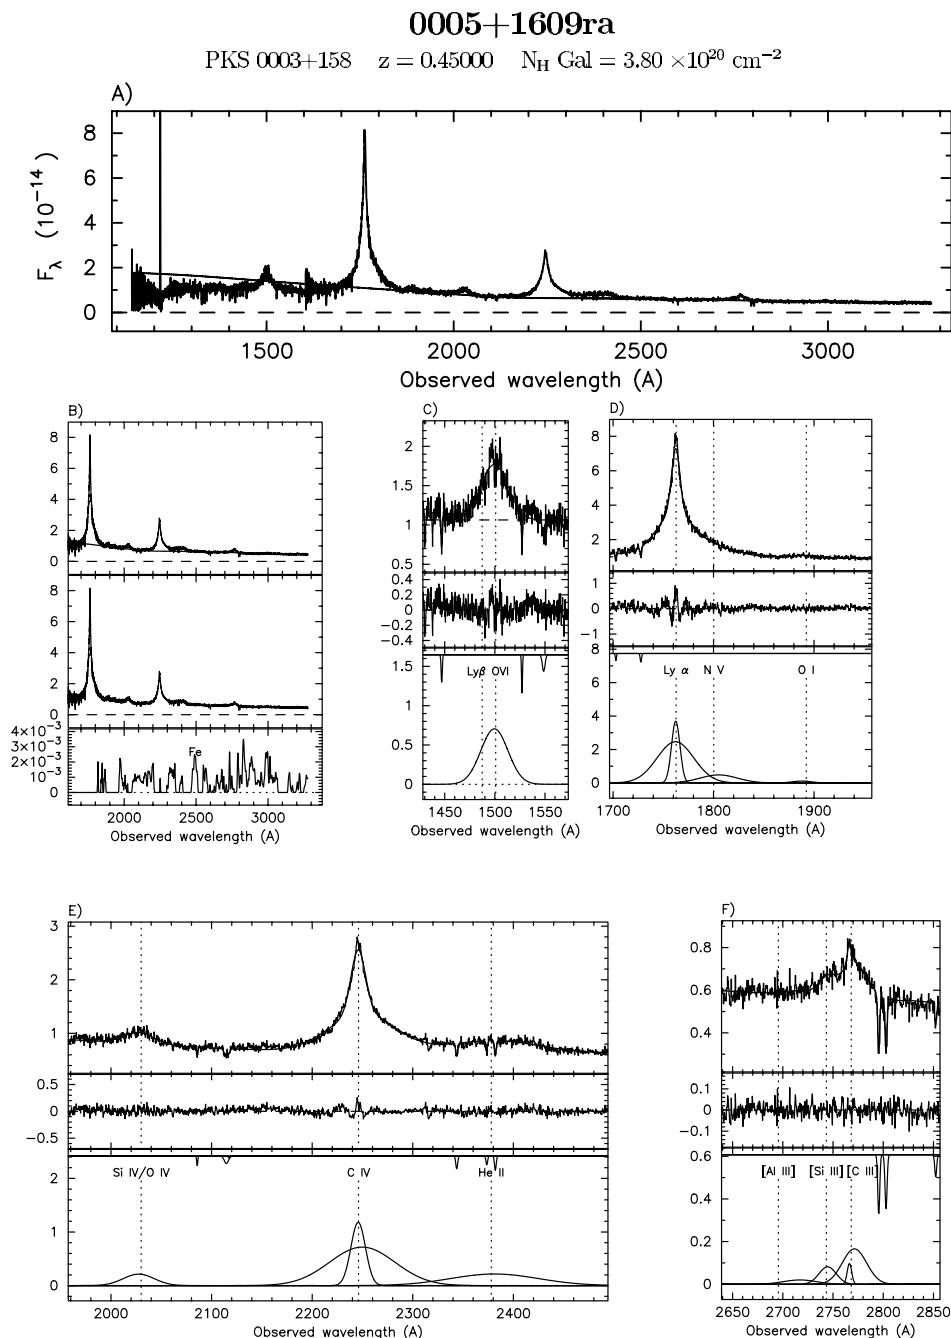 0005+1609ra
PKS 0003+158 z = 0.45000 N_H Gal = 3.80 ×10^20 cm^−2
A)
F_λ (10^−14)
8
6
4
2
0
1500 2000 2500 3000
Observed wavelength (A)
B)
8
6
4
2
0
8
6
4
2
0
4×10^−3
3×10^−3
2×10^−3
10^−3
0
Fe
2000 2500 3000
Observed wavelength (A)
C)
2
1.5
1
0.5
0.4
0.2
0
−0.2
−0.4
1.5
1
0.5
0
Lyβ OVI
1450 1500 1550
Observed wavelength (A)
D)
8
6
4
2
1
0
−1
8
6
4
2
0
Ly α N V O I
1700 1800 1900
Observed wavelength (A)
E)
3
2
1
0.5
0
−0.5
2
1
0
Si IV/O IV C IV He II
2000 2100 2200 2300 2400
Observed wavelength (A)
F)
0.8
0.6
0.4
0.1
0
−0.1
0.6
0.4
0.2
0
[Al III] [Si III] [C III]
2650 2700 2750 2800 2850
Observed wavelength (A)